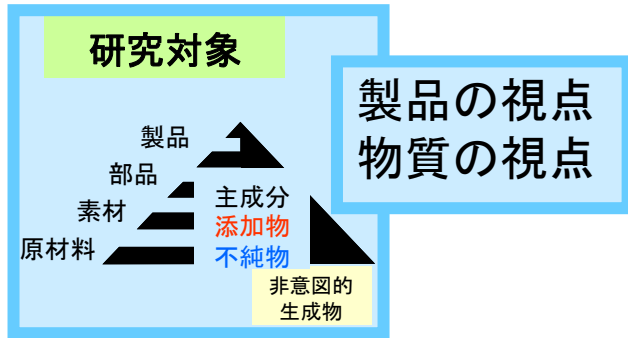 研究対象
製品の視点
物質の視点
製品
部品
素材
原材料
主成分
添加物
不純物
非意図的
生成物